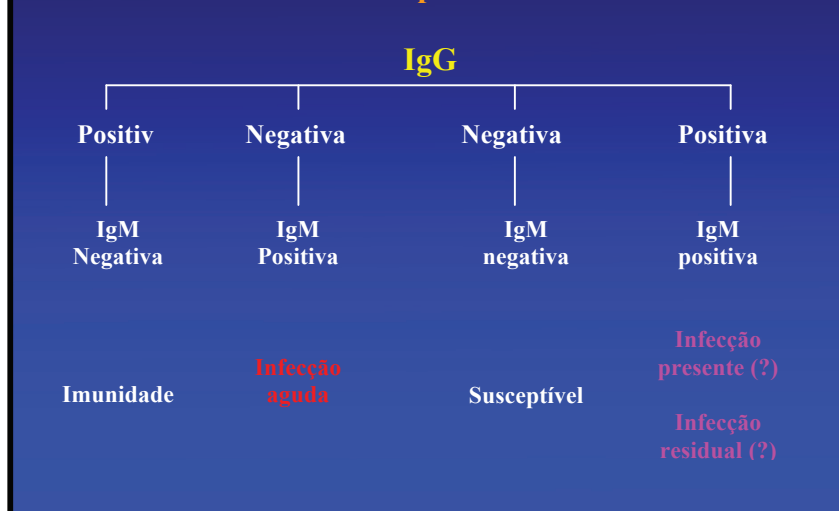 IgG
Positiv Negativa Negativa Positiva
IgM IgM IgM IgM
Negativa Positiva negativa positiva
Infecção
presente (?)
Infecção
aguda
Imunidade
Susceptível
Infecção
residual (?)